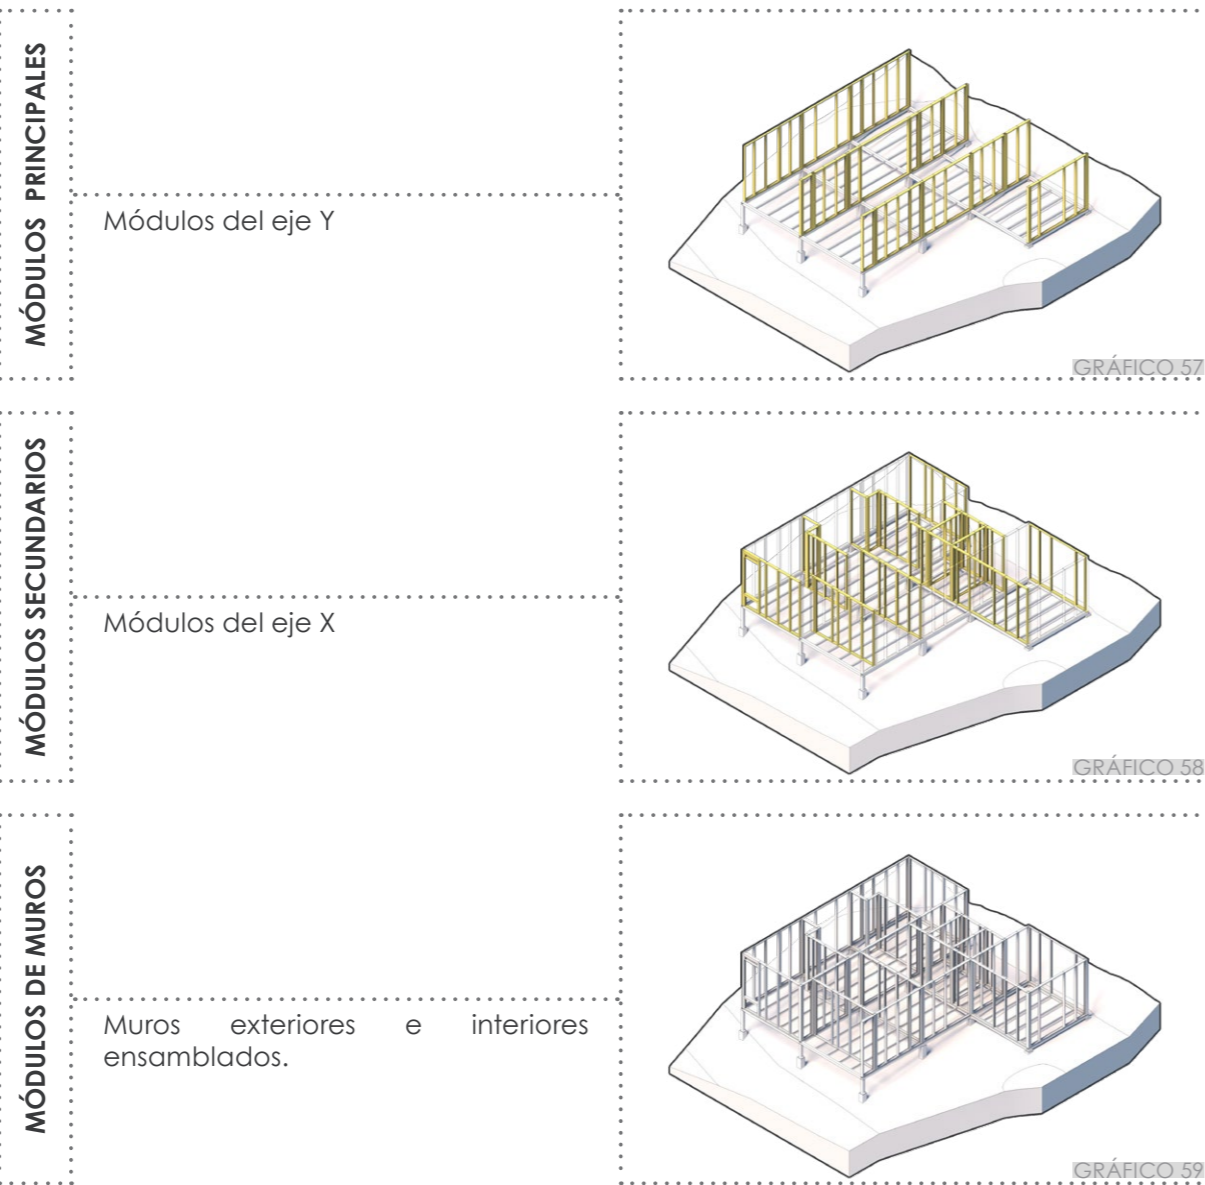 MÓDULOS PRINCIPALES
Módulos del eje Y
GRÁFICO 57
MÓDULOS SECUNDARIOS
Módulos del eje X
GRÁFICO 58
MÓDULOS DE MUROS
Muros exteriores e interiores
ensamblados.
GRÁFICO 59